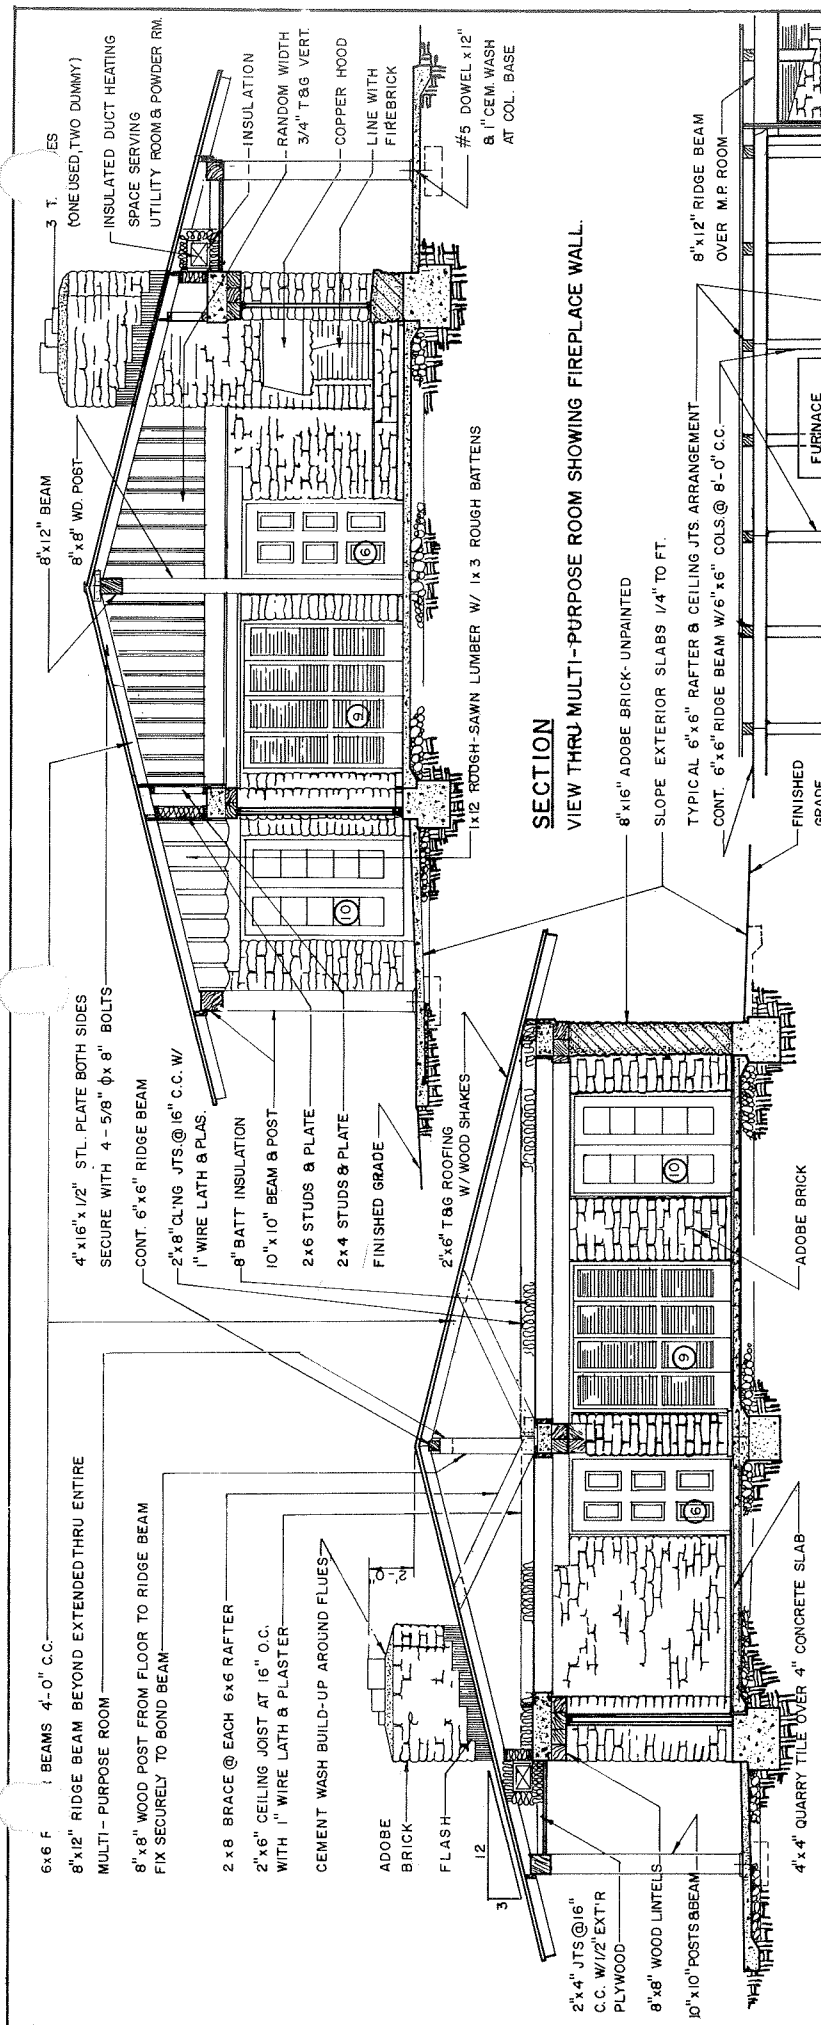 6x6
BEAMS 4'-0" C.C.
8"x12" RIDGE BEAM BEYOND EXTENDED THRU ENTIRE
MULTI-PURPOSE ROOM
8"x8" WOOD POST FROM FLOOR TO RIDGE BEAM
FIX SECURELY TO BOND BEAM
2x8 BRACE @ EACH 6x6 RAFTER
2"x6" CEILING JOIST AT 16" O.C.
WITH 1" WIRE LATH & PLASTER
CEMENT WASH BUILD-UP AROUND FLUES
ADOBE
BRICK
FLASH
12
3
2'-0"
2"x4" JTS @ 16"
C.C. W/1/2" EXT'R
PLYWOOD
8"x8" WOOD LINTELS
10"x10" POSTS & BEAM
4"x4" QUARRY TILE OVER 4" CONCRETE SLAB
4"x16"x1/2" STL. PLATE BOTH SIDES
SECURE WITH 4-5/8" ϕ x 8" BOLTS
CONT. 6"x6" RIDGE BEAM
2"x8" CL'NG JTS. @ 16" C.C. W/
1" WIRE LATH & PLAS.
8" BATT INSULATION
10"x10" BEAM & POST
2x6 STUDS & PLATE
2x4 STUDS & PLATE
FINISHED GRADE
2"x6" T&G ROOFING
W/ WOOD SHAKES
6
9
10
ADOBE BRICK
8"x12" BEAM
8"x8" WD. POST
3 T.
(ONE USED, TWO DUMMY)
INSULATED DUCT HEATING
SPACE SERVING
UTILITY ROOM & POWDER RM.
INSULATION
RANDOM WIDTH
3/4" T&G VERT.
COPPER HOOD
LINE WITH
FIREBRICK
#5 DOWEL x 12"
& 1" CEM. WASH
AT COL. BASE
10
9
6
1x12 ROUGH-SAWN LUMBER W/ 1x3 ROUGH BATTENS
SECTION
VIEW THRU MULTI-PURPOSE ROOM SHOWING FIREPLACE WALL.
8"x16" ADOBE BRICK-UNPAINTED
SLOPE EXTERIOR SLABS 1/4" TO FT.
TYPICAL 6"x6" RAFTER & CEILING JTS. ARRANGEMENT
CONT. 6"x6" RIDGE BEAM W/6"x6" COLS. @ 8'-0" C.C.
8"x12" RIDGE BEAM
OVER M.P. ROOM
FURNACE
FINISHED
GRADE